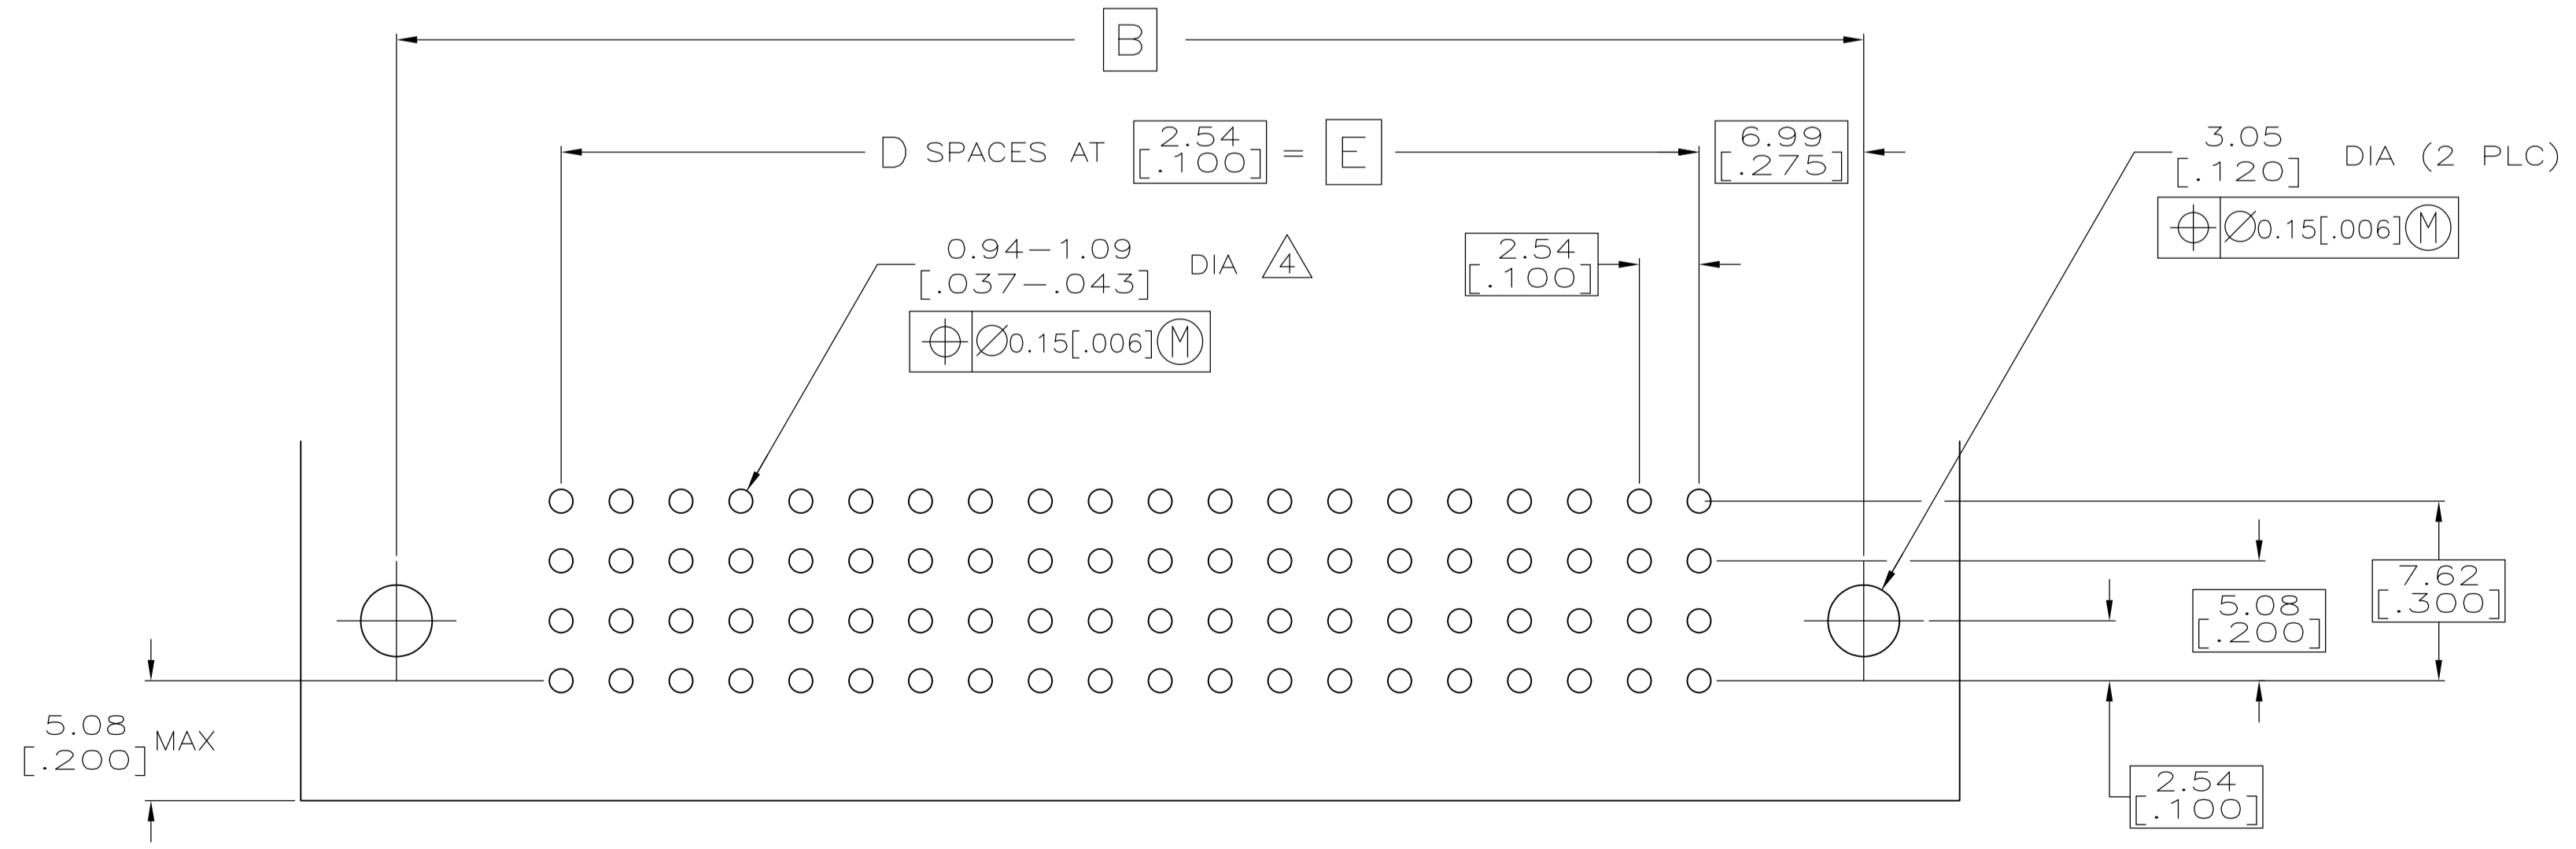 B
D SPACES AT 2.54 = E
[.100]
6.99
[.275]
3.05
[.120] DIA (2 PLC)
⌖ ∅0.15[.006] Ⓜ
0.94-1.09
[.037-.043] DIA 4
⌖ ∅0.15[.006] Ⓜ
2.54
[.100]
7.62
[.300]
5.08
[.200]
5.08
[.200] MAX
2.54
[.100]